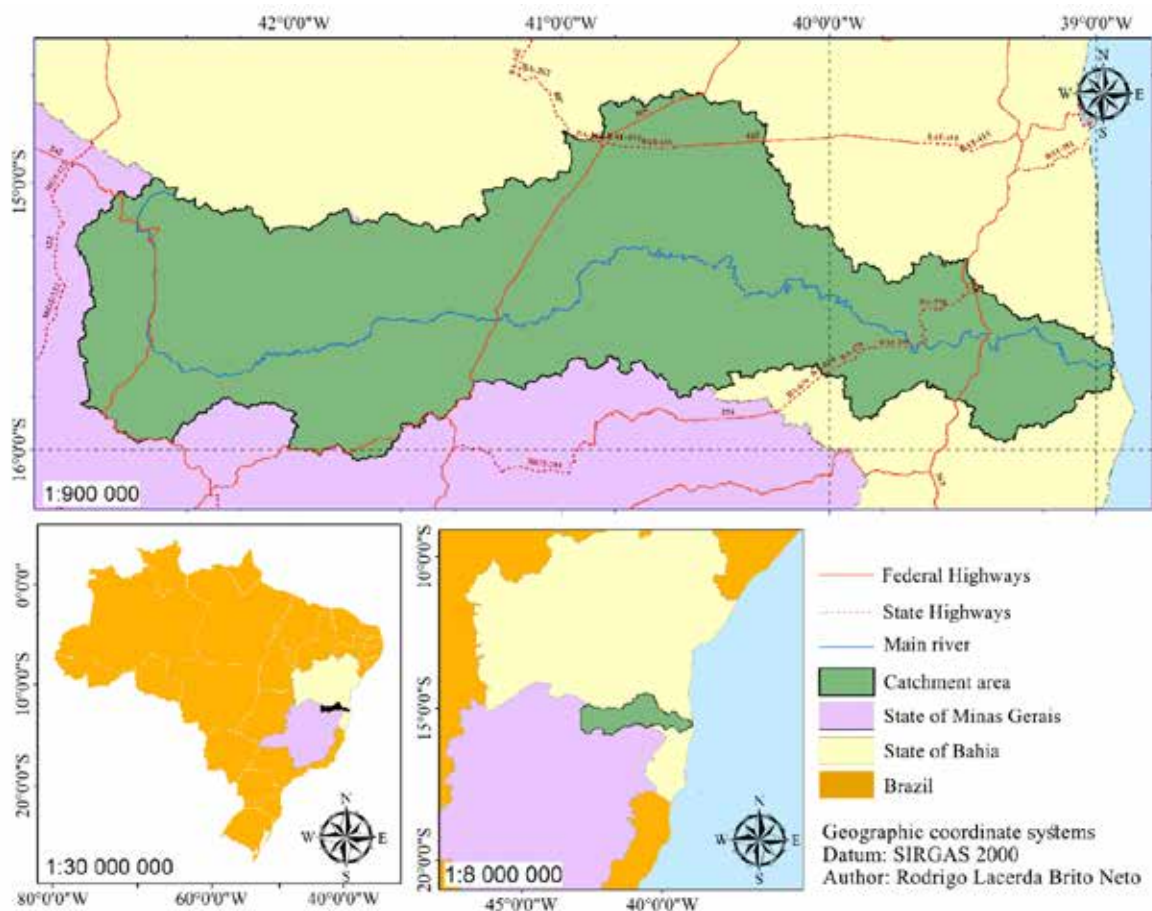 42°0'0"W 41°0'0"W 40°0'0"W 39°0'0"W
N
W E
S
15°0'0"S
16°0'0"S
1:900 000
0°0'0"
10°0'0"S
20°0'0"S
N
W E
S
1:30 000 000
80°0'0"W 60°0'0"W 40°0'0"W
10°0'0"S
15°0'0"S
20°0'0"S
N
W E
S
1:8 000 000
45°0'0"W 40°0'0"W
Federal Highways
State Highways
Main river
Catchment area
State of Minas Gerais
State of Bahia
Brazil
Geographic coordinate systems
Datum: SIRGAS 2000
Author: Rodrigo Lacerda Brito Neto